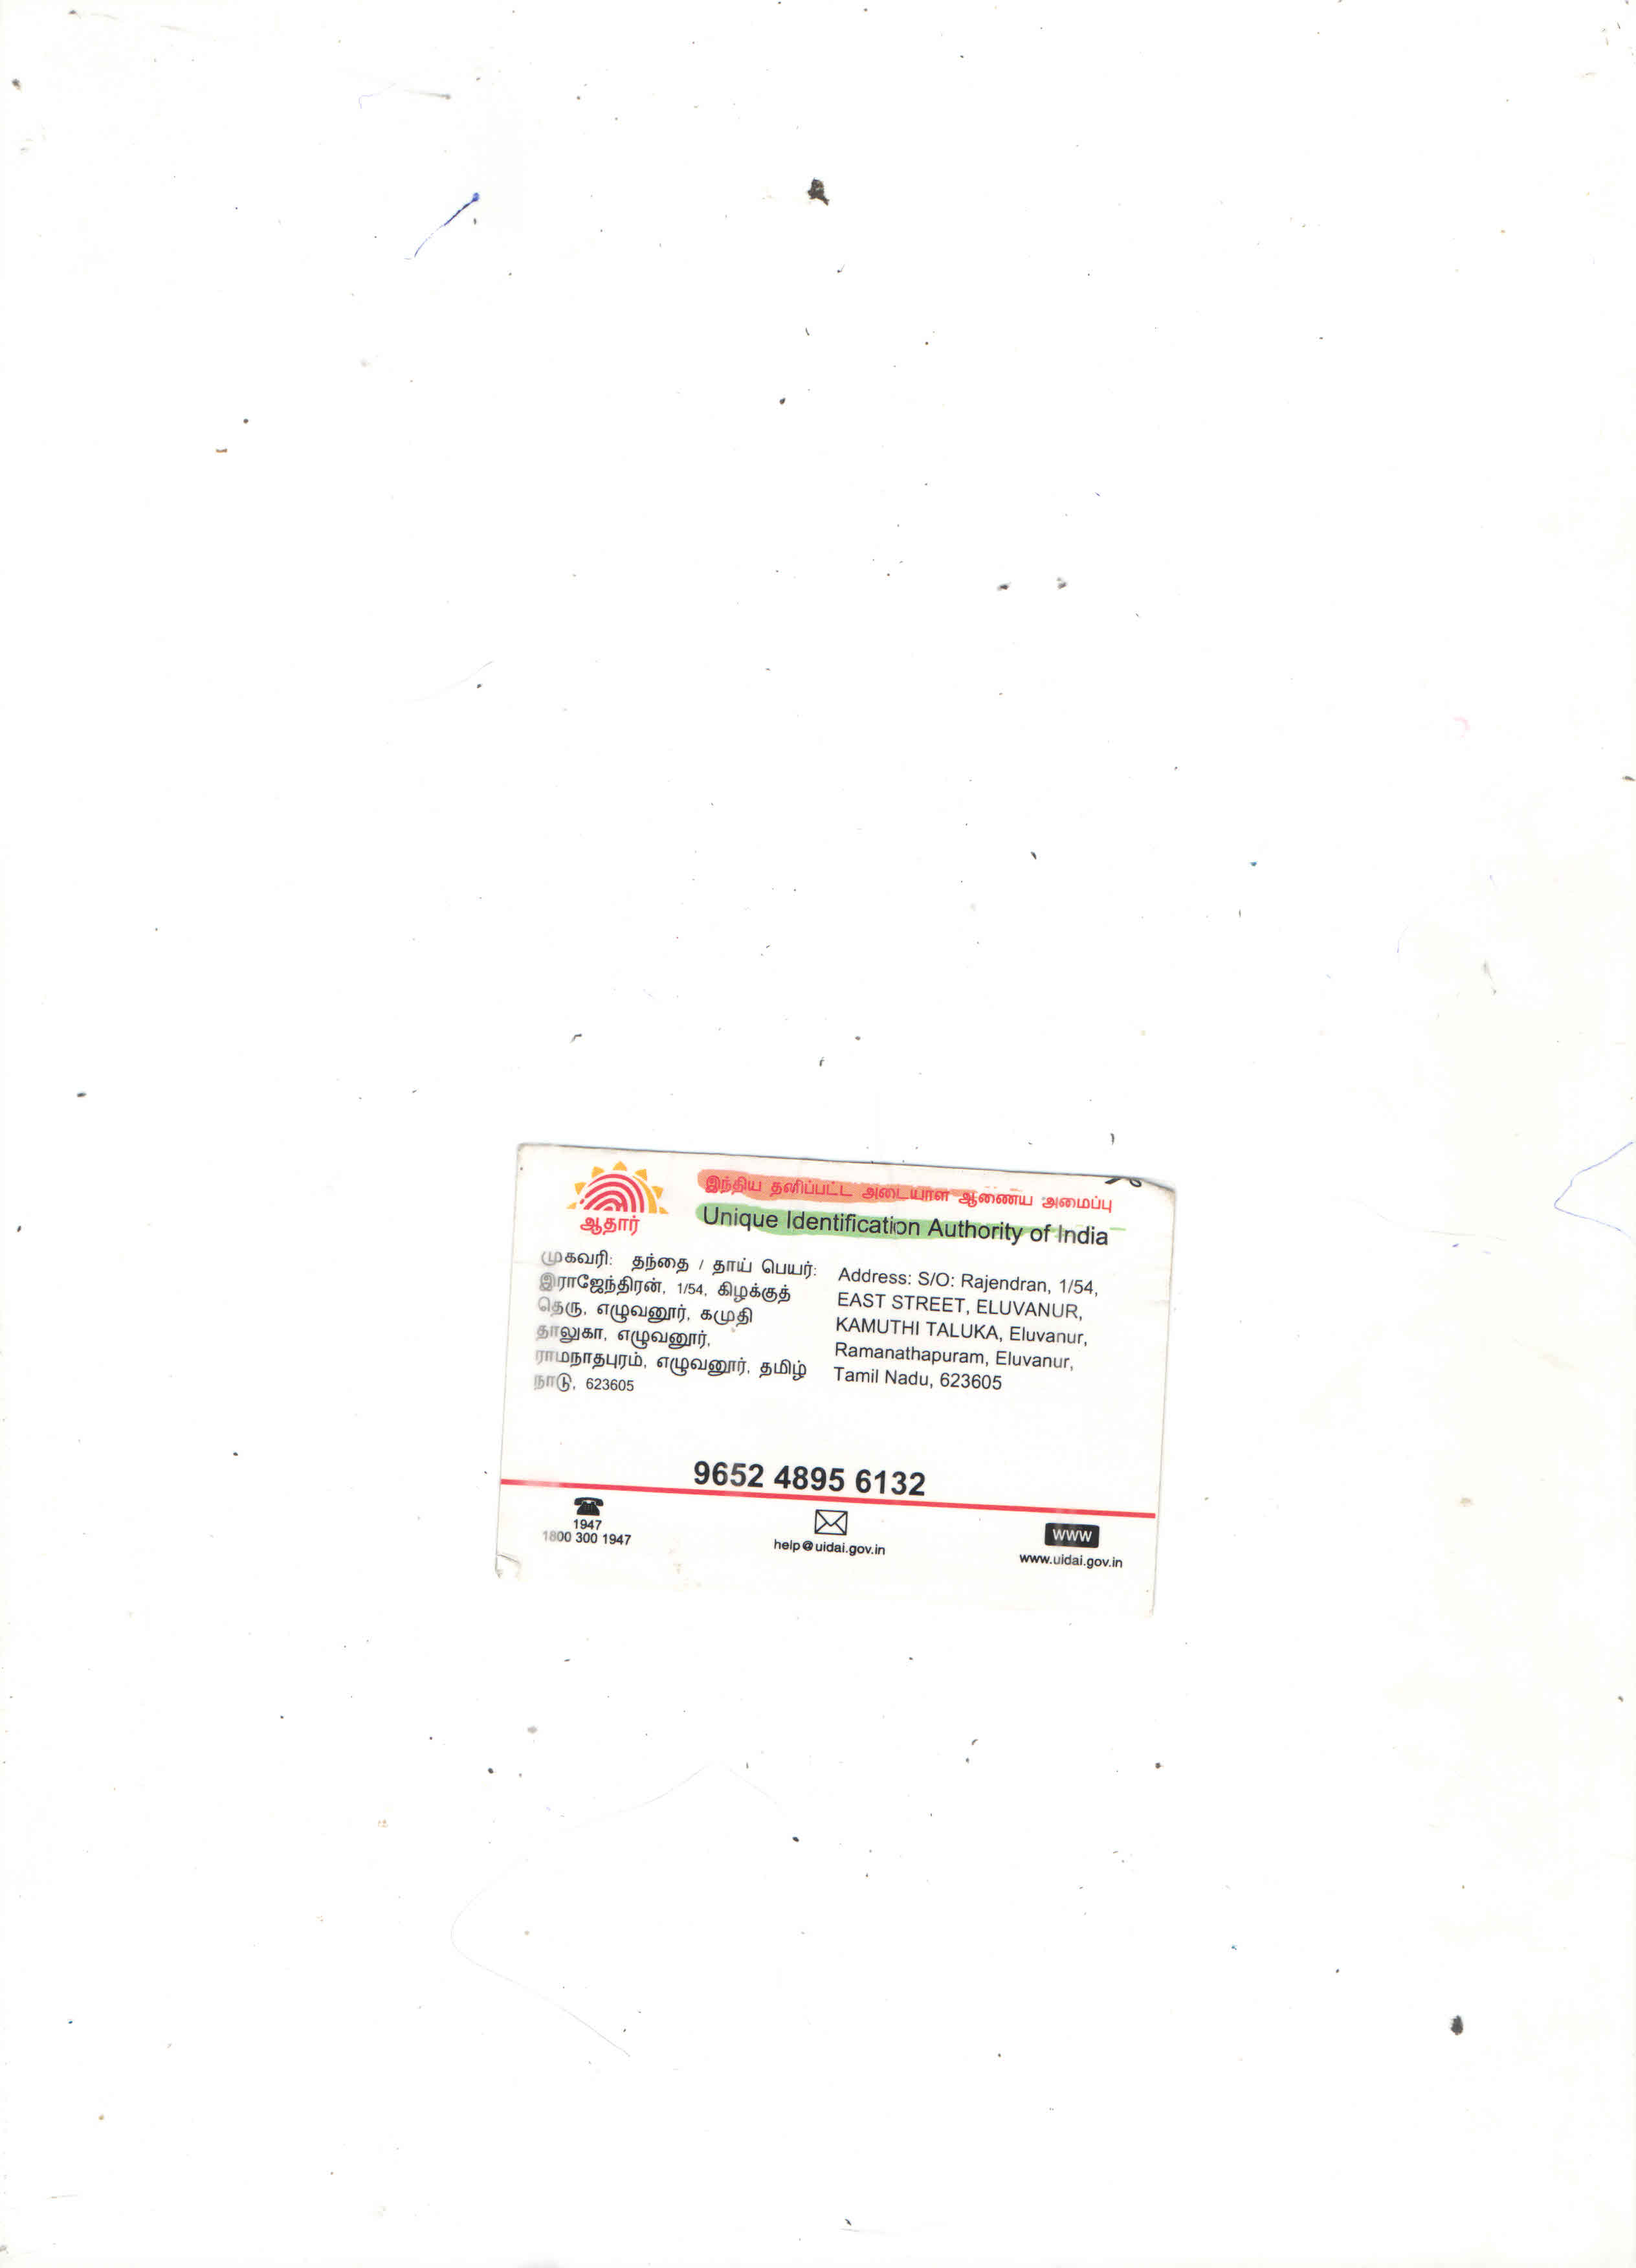 ஆதார்
இந்திய தனிப்பட்ட அடையாள ஆணைய அமைப்பு
Unique Identification Authority of India
முகவரி: தந்தை / தாய் பெயர்:
இராஜேந்திரன், 1/54, கிழக்குத்
தெரு, எழுவனூர், கமுதி
தாலுகா, எழுவனூர்,
ராமநாதபுரம், எழுவனூர், தமிழ்
நாடு, 623605
Address: S/O: Rajendran, 1/54,
EAST STREET, ELUVANUR,
KAMUTHI TALUKA, Eluvanur,
Ramanathapuram, Eluvanur,
Tamil Nadu, 623605
9652 4895 6132
1947
1800 300 1947
help@uidai.gov.in
www
www.uidai.gov.in